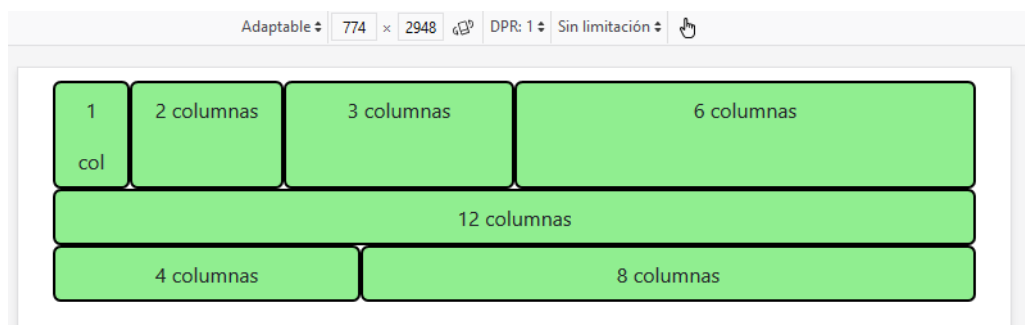 Adaptable 774 × 2948 DPR: 1 Sin limitación
1 col 2 columnas 3 columnas 6 columnas
12 columnas
4 columnas 8 columnas